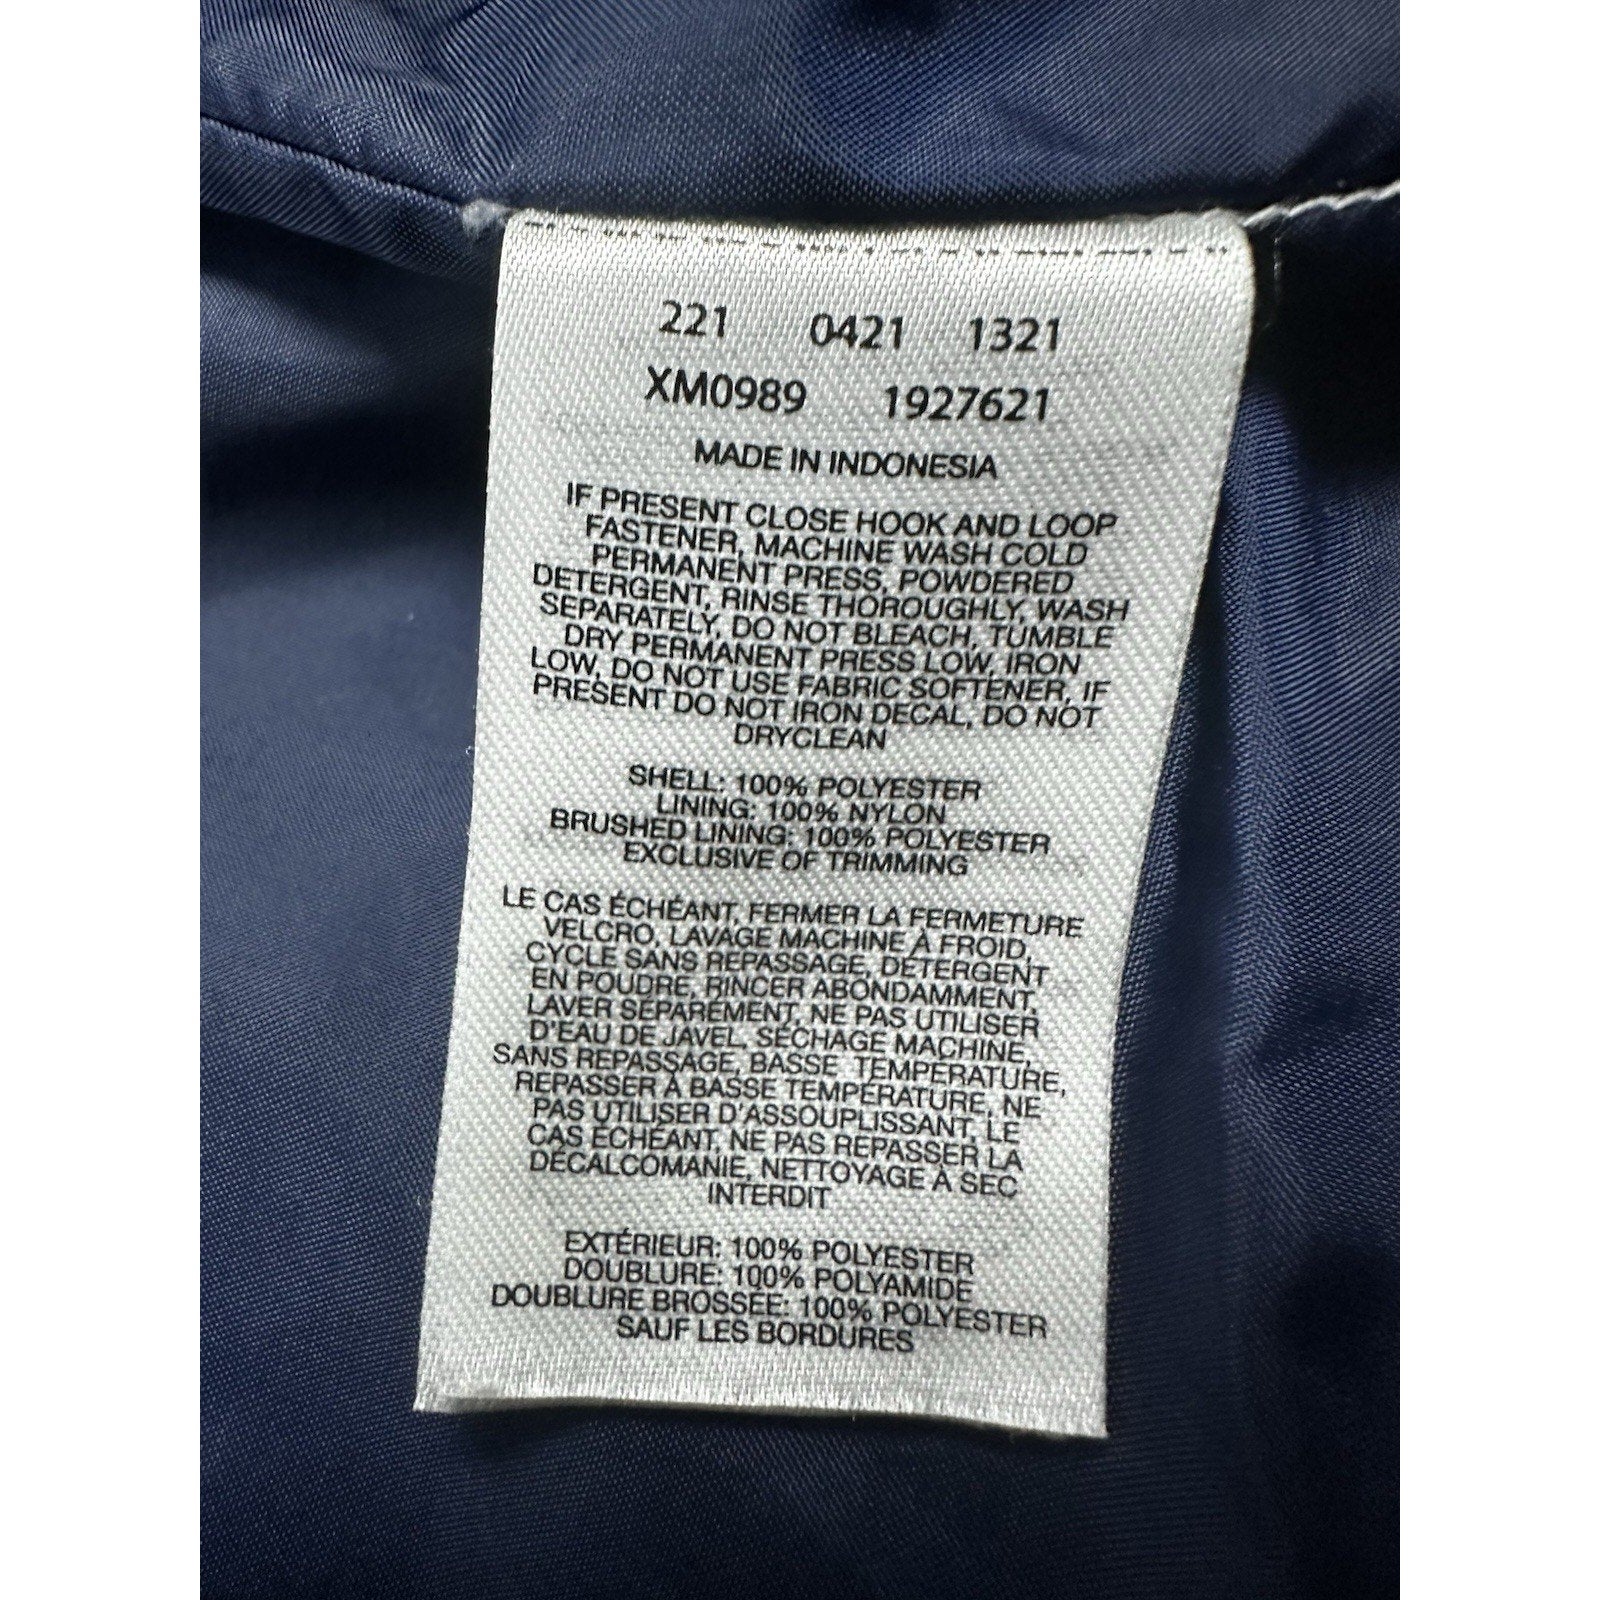 221 0421 1321
XM0989 1927621
MADE IN INDONESIA
IF PRESENT CLOSE HOOK AND LOOP
FASTENER, MACHINE WASH COLD
PERMANENT PRESS, POWDERED
DETERGENT, RINSE THOROUGHLY, WASH
SEPARATELY, DO NOT BLEACH, TUMBLE
DRY PERMANENT PRESS LOW, IRON
LOW, DO NOT USE FABRIC SOFTENER, IF
PRESENT DO NOT IRON DECAL, DO NOT
DRYCLEAN
SHELL: 100% POLYESTER
LINING: 100% NYLON
BRUSHED LINING: 100% POLYESTER
EXCLUSIVE OF TRIMMING
LE CAS ÉCHÉANT, FERMER LA FERMETURE
VELCRO, LAVAGE MACHINE À FROID,
CYCLE SANS REPASSAGE, DÉTERGENT
EN POUDRE, RINCER ABONDAMMENT,
LAVER SÉPARÉMENT, NE PAS UTILISER
D'EAU DE JAVEL, SÉCHAGE MACHINE,
SANS REPASSAGE, BASSE TEMPÉRATURE,
REPASSER À BASSE TEMPÉRATURE, NE
PAS UTILISER D'ASSOUPLISSANT, LE
CAS ÉCHÉANT, NE PAS REPASSER LA
DÉCALCOMANIE, NETTOYAGE À SEC
INTERDIT
EXTÉRIEUR: 100% POLYESTER
DOUBLURE: 100% POLYAMIDE
DOUBLURE BROSSÉE: 100% POLYESTER
SAUF LES BORDURES